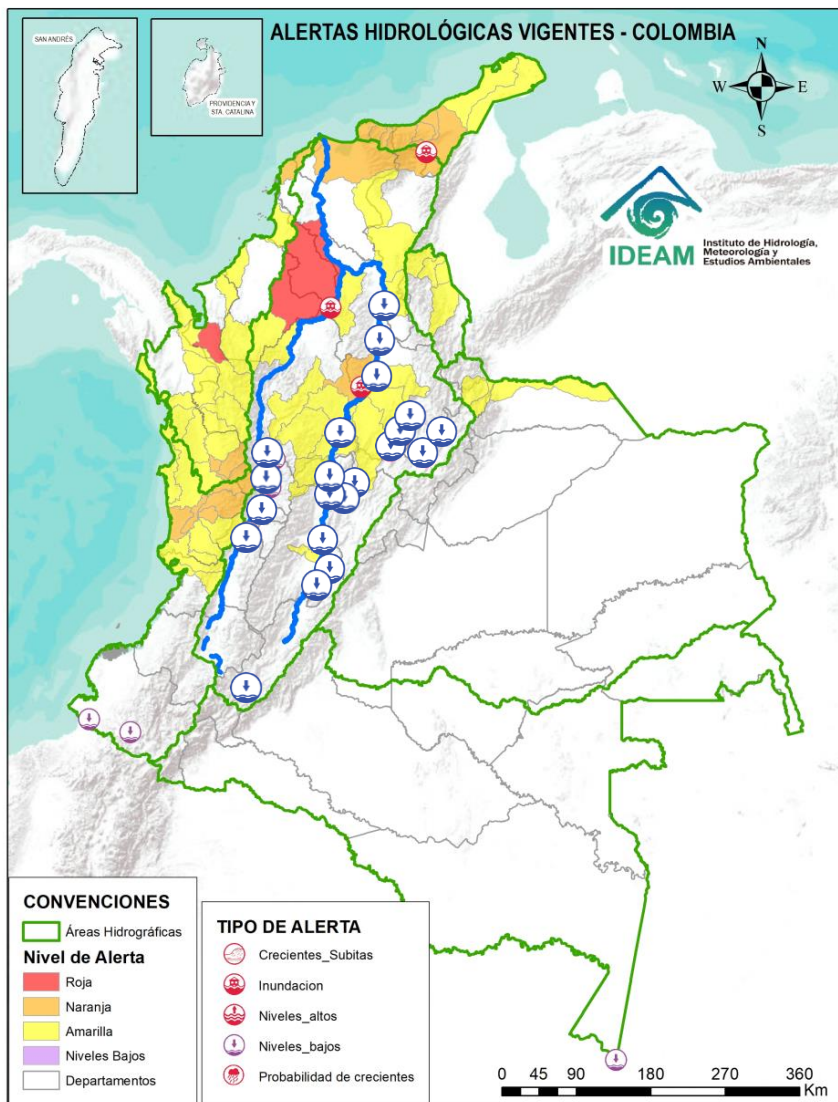 SAN ANDRÉS
PROVIDENCIA Y
STA. CATALINA
ALERTAS HIDROLÓGICAS VIGENTES - COLOMBIA
N
W
E
S
IDEAM
Instituto de Hidrología,
Meteorología y
Estudios Ambientales
CONVENCIONES
Áreas Hidrográficas
Nivel de Alerta
Roja
Naranja
Amarilla
Niveles Bajos
Departamentos
TIPO DE ALERTA
Crecientes_Subitas
Inundacion
Niveles_altos
Niveles_bajos
Probabilidad de crecientes
0 45 90 180 270 360
Km